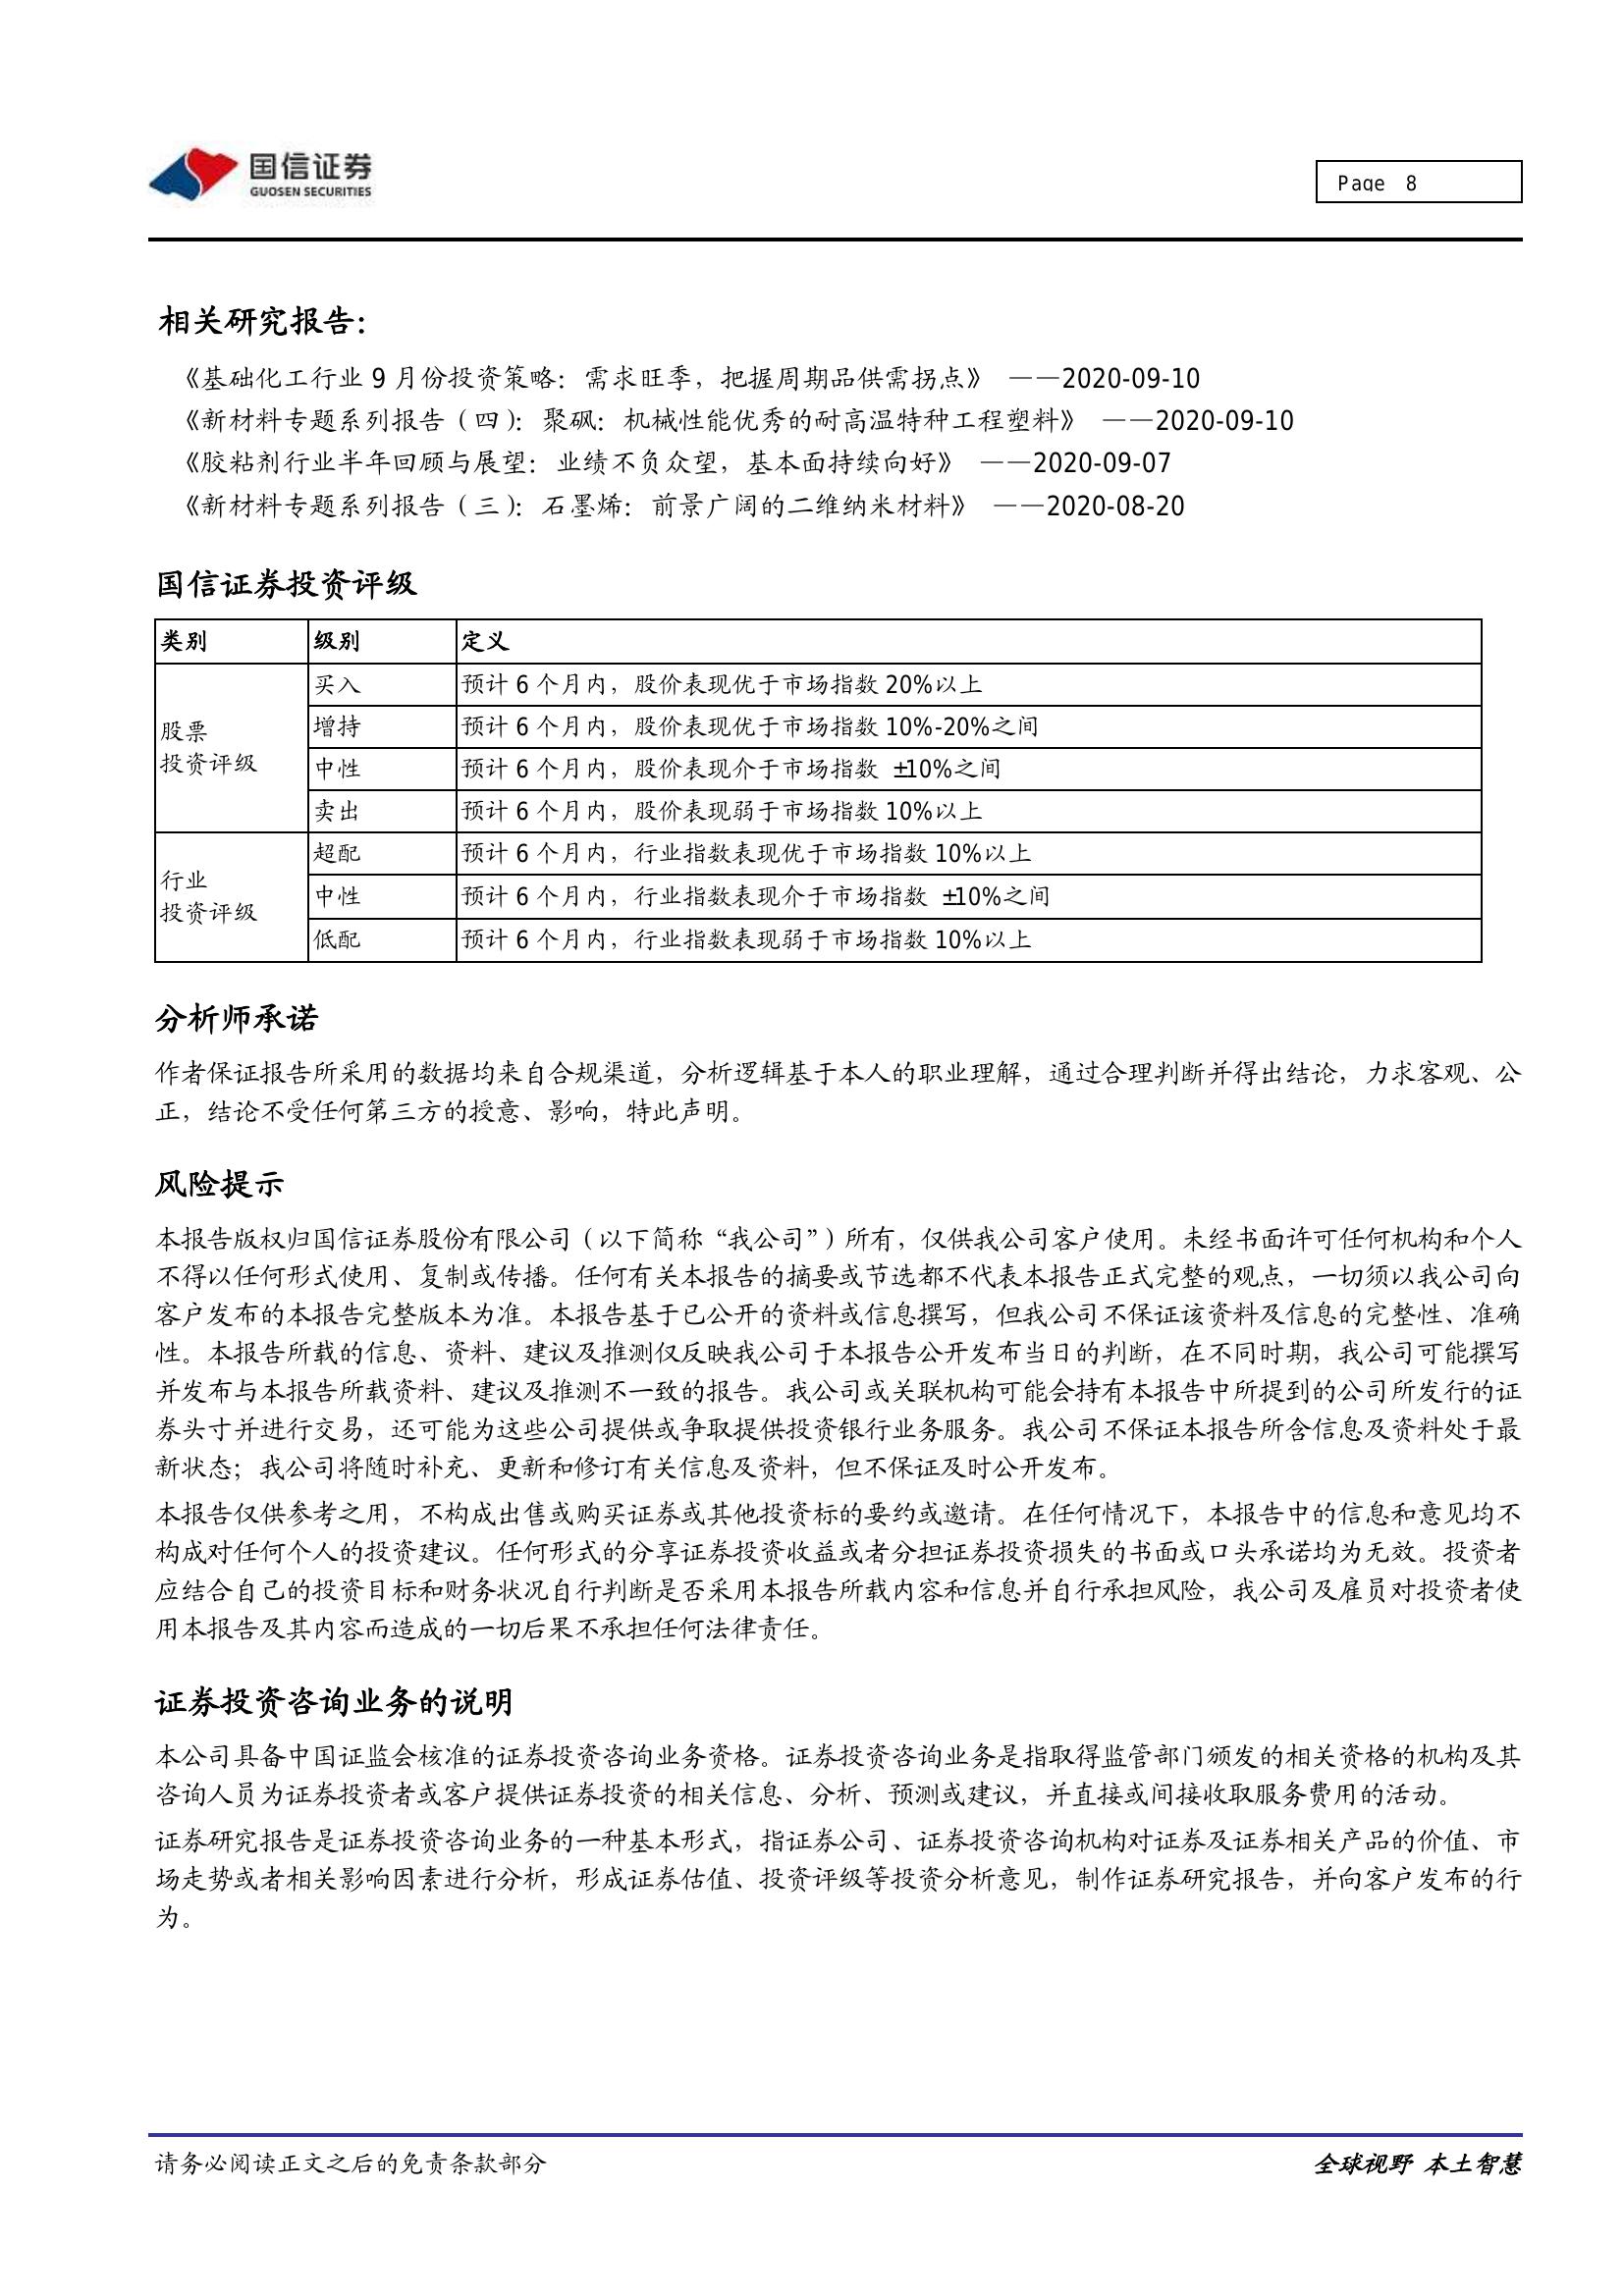 国信证券
GUOSEN SECURITIES
Page 8
相关研究报告：
《基础化工行业 9 月份投资策略：需求旺季，把握周期品供需拐点》 ——2020-09-10
《新材料专题系列报告（四）：聚砜：机械性能优秀的耐高温特种工程塑料》 ——2020-09-10
《胶粘剂行业半年回顾与展望：业绩不负众望，基本面持续向好》 ——2020-09-07
《新材料专题系列报告（三）：石墨烯：前景广阔的二维纳米材料》 ——2020-08-20
国信证券投资评级
类别 级别 定义
股票
投资评级
买入 预计 6 个月内，股价表现优于市场指数 20%以上
增持 预计 6 个月内，股价表现优于市场指数 10%-20%之间
中性 预计 6 个月内，股价表现介于市场指数 ±10%之间
卖出 预计 6 个月内，股价表现弱于市场指数 10%以上
行业
投资评级
超配 预计 6 个月内，行业指数表现优于市场指数 10%以上
中性 预计 6 个月内，行业指数表现介于市场指数 ±10%之间
低配 预计 6 个月内，行业指数表现弱于市场指数 10%以上
分析师承诺
作者保证报告所采用的数据均来自合规渠道，分析逻辑基于本人的职业理解，通过合理判断并得出结论，力求客观、公
正，结论不受任何第三方的授意、影响，特此声明。
风险提示
本报告版权归国信证券股份有限公司（以下简称“我公司”）所有，仅供我公司客户使用。未经书面许可任何机构和个人
不得以任何形式使用、复制或传播。任何有关本报告的摘要或节选都不代表本报告正式完整的观点，一切须以我公司向
客户发布的本报告完整版本为准。本报告基于已公开的资料或信息撰写，但我公司不保证该资料及信息的完整性、准确
性。本报告所载的信息、资料、建议及推测仅反映我公司于本报告公开发布当日的判断，在不同时期，我公司可能撰写
并发布与本报告所载资料、建议及推测不一致的报告。我公司或关联机构可能会持有本报告中所提到的公司所发行的证
券头寸并进行交易，还可能为这些公司提供或争取提供投资银行业务服务。我公司不保证本报告所含信息及资料处于最
新状态；我公司将随时补充、更新和修订有关信息及资料，但不保证及时公开发布。
本报告仅供参考之用，不构成出售或购买证券或其他投资标的要约或邀请。在任何情况下，本报告中的信息和意见均不
构成对任何个人的投资建议。任何形式的分享证券投资收益或者分担证券投资损失的书面或口头承诺均为无效。投资者
应结合自己的投资目标和财务状况自行判断是否采用本报告所载内容和信息并自行承担风险，我公司及雇员对投资者使
用本报告及其内容而造成的一切后果不承担任何法律责任。
证券投资咨询业务的说明
本公司具备中国证监会核准的证券投资咨询业务资格。证券投资咨询业务是指取得监管部门颁发的相关资格的机构及其
咨询人员为证券投资者或客户提供证券投资的相关信息、分析、预测或建议，并直接或间接收取服务费用的活动。
证券研究报告是证券投资咨询业务的一种基本形式，指证券公司、证券投资咨询机构对证券及证券相关产品的价值、市
场走势或者相关影响因素进行分析，形成证券估值、投资评级等投资分析意见，制作证券研究报告，并向客户发布的行
为。
请务必阅读正文之后的免责条款部分
全球视野 本土智慧